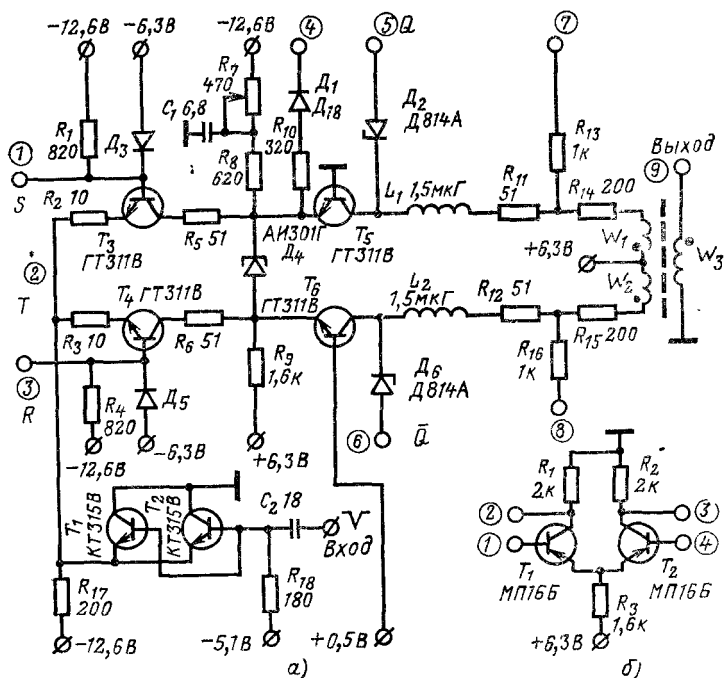 -12,6В -6,3В -12,6В ④ ⑤ Q ⑦
R7 470
Д1 Д18
C1 6,8
R1 820
Д3
R10 320
Д2 Д814А
R13 1к
Выход
①
S
R2 10
R8 620
L1 1,5мкГ
R11 51
R14 200
⑨
T3 ГТ311В
R5 51
АИ301Г
Д4
T5 ГТ311В
+6,3В
W1
W2
W3
②
T
T4 ГТ311В
T6 ГТ311В
L2 1,5мкГ
R12 51
R3 10
R6 51
R15 200
③
R
R4 820
Д5
R9 1,6к
Д6 Д814А
R16 1к
-12,6В
-6,3В
+6,3В
⑥ Q̄
⑧
T1 КТ315В
T2 КТ315В
C2 18
Вход
R1 2к
R2 2к
②
③
①
④
R17 200
R18 180
T1 МП16Б
T2 МП16Б
R3 1,6к
-12,6В
-5,1В
+0,5В
+6,3В
а)
б)